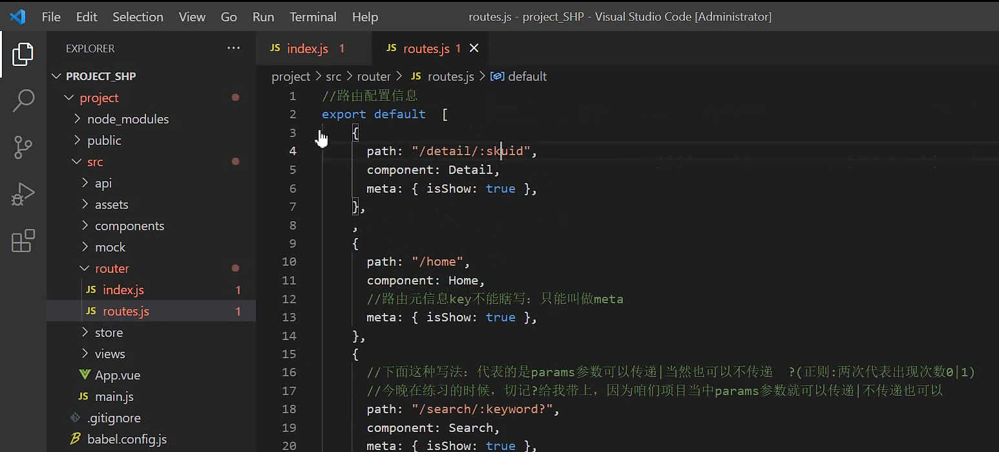 File Edit Selection View Go Run Terminal Help routes.js - project_SHP - Visual Studio Code [Administrator]
EXPLORER ···
PROJECT_SHP
project
node_modules
public
src
api
assets
components
mock
router
JS index.js 1
JS routes.js 1
store
views
App.vue
JS main.js
.gitignore
babel.config.js
JS index.js 1 JS routes.js 1
project > src > router > JS routes.js > default
1 //路由配置信息
2 export default [
3 {
4 path: "/detail/:skuid",
5 component: Detail,
6 meta: { isShow: true },
7 },
8 ,
9 {
10 path: "/home",
11 component: Home,
12 //路由元信息key不能瞎写：只能叫做meta
13 meta: { isShow: true },
14 },
15 {
16 //下面这种写法：代表的是params参数可以传递|当然也可以不传递 ?(正则:两次代表出现次数0|1)
17 //今晚在练习的时候，切记?给我带上，因为咱们项目当中params参数就可以传递|不传递也可以
18 path: "/search/:keyword?",
19 component: Search,
20 meta: { isShow: true },